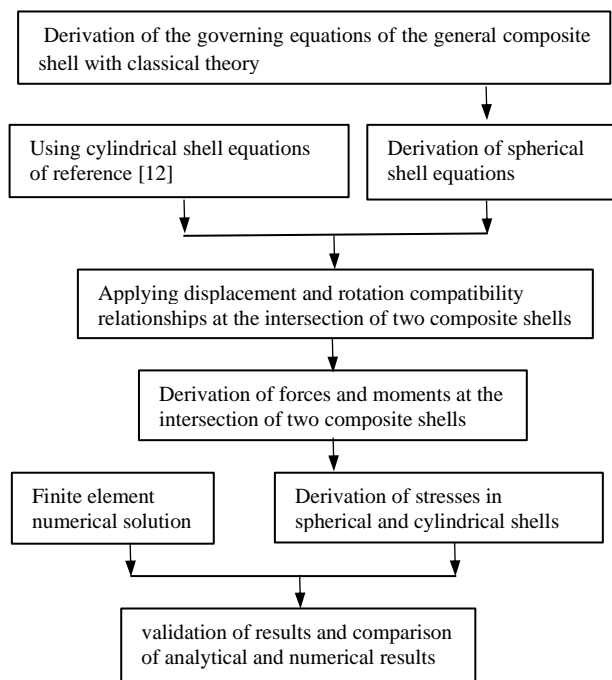 Derivation of the governing equations of the general composite
shell with classical theory
Using cylindrical shell equations
of reference [12]
Derivation of spherical
shell equations
Applying displacement and rotation compatibility
relationships at the intersection of two composite shells
Derivation of forces and moments at the
intersection of two composite shells
Finite element
numerical solution
Derivation of stresses in
spherical and cylindrical shells
validation of results and comparison
of analytical and numerical results